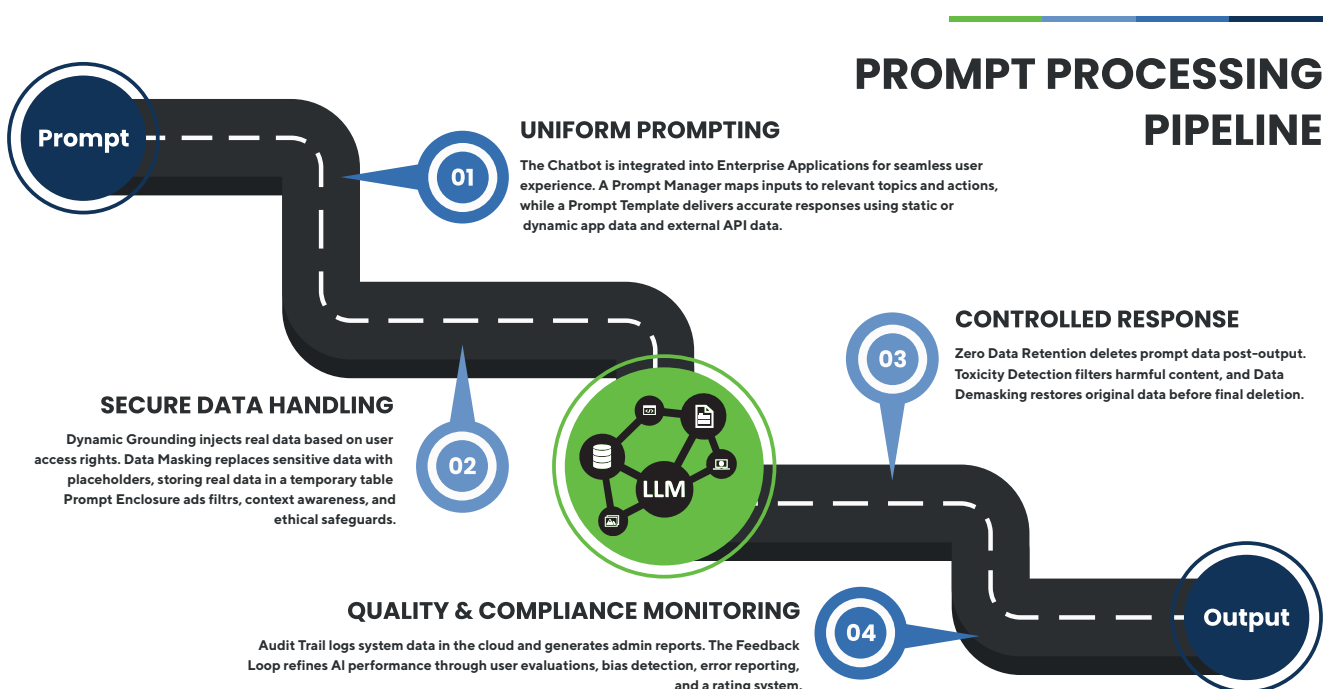 PROMPT PROCESSING
PIPELINE
Prompt
01
UNIFORM PROMPTING
The Chatbot is integrated into Enterprise Applications for seamless user
experience. A Prompt Manager maps inputs to relevant topics and actions,
while a Prompt Template delivers accurate responses using static or
dynamic app data and external API data.
SECURE DATA HANDLING
Dynamic Grounding injects real data based on user
access rights. Data Masking replaces sensitive data with
placeholders, storing real data in a temporary table
Prompt Enclosure ads filtrs, context awareness, and
ethical safeguards.
02
LLM
03
CONTROLLED RESPONSE
Zero Data Retention deletes prompt data post-output.
Toxicity Detection filters harmful content, and Data
Demasking restores original data before final deletion.
QUALITY & COMPLIANCE MONITORING
Audit Trail logs system data in the cloud and generates admin reports. The Feedback
Loop refines AI performance through user evaluations, bias detection, error reporting,
and a rating system.
04
Output